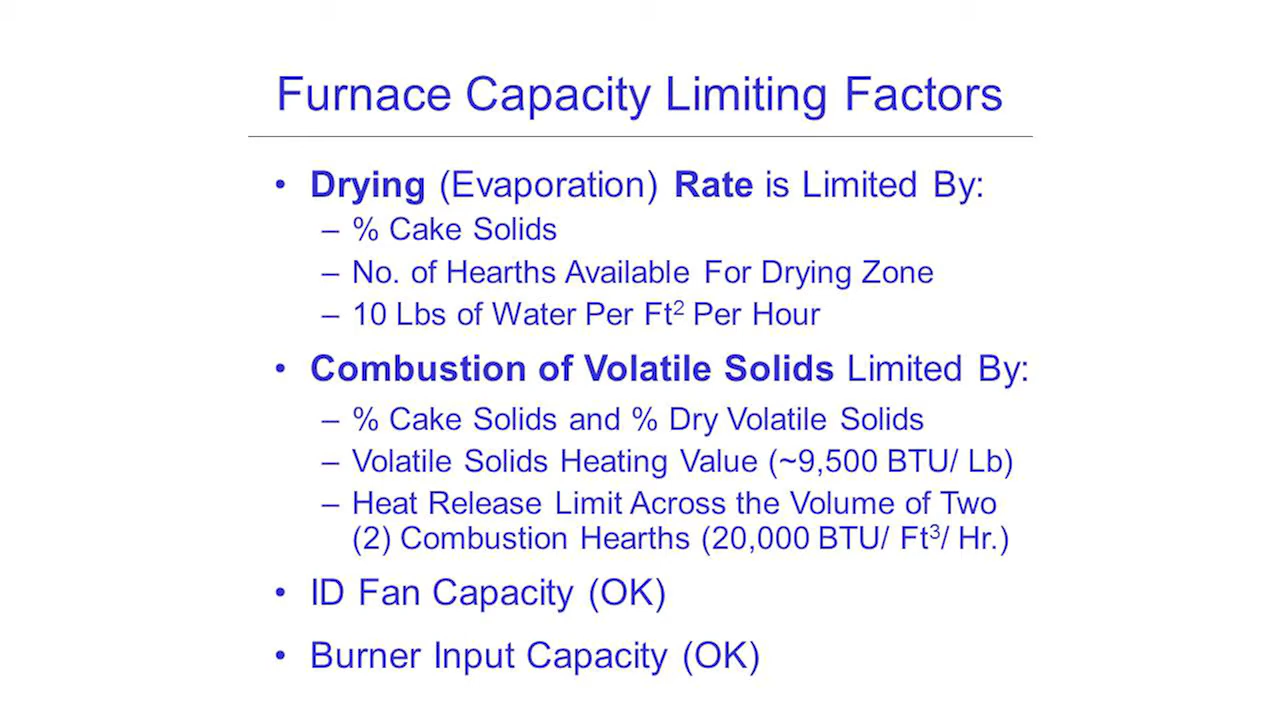 Furnace Capacity Limiting Factors
• Drying (Evaporation) Rate is Limited By:
– % Cake Solids
– No. of Hearths Available For Drying Zone
– 10 Lbs of Water Per Ft² Per Hour
• Combustion of Volatile Solids Limited By:
– % Cake Solids and % Dry Volatile Solids
– Volatile Solids Heating Value (~9,500 BTU/ Lb)
– Heat Release Limit Across the Volume of Two
(2) Combustion Hearths (20,000 BTU/ Ft³/ Hr.)
• ID Fan Capacity (OK)
• Burner Input Capacity (OK)